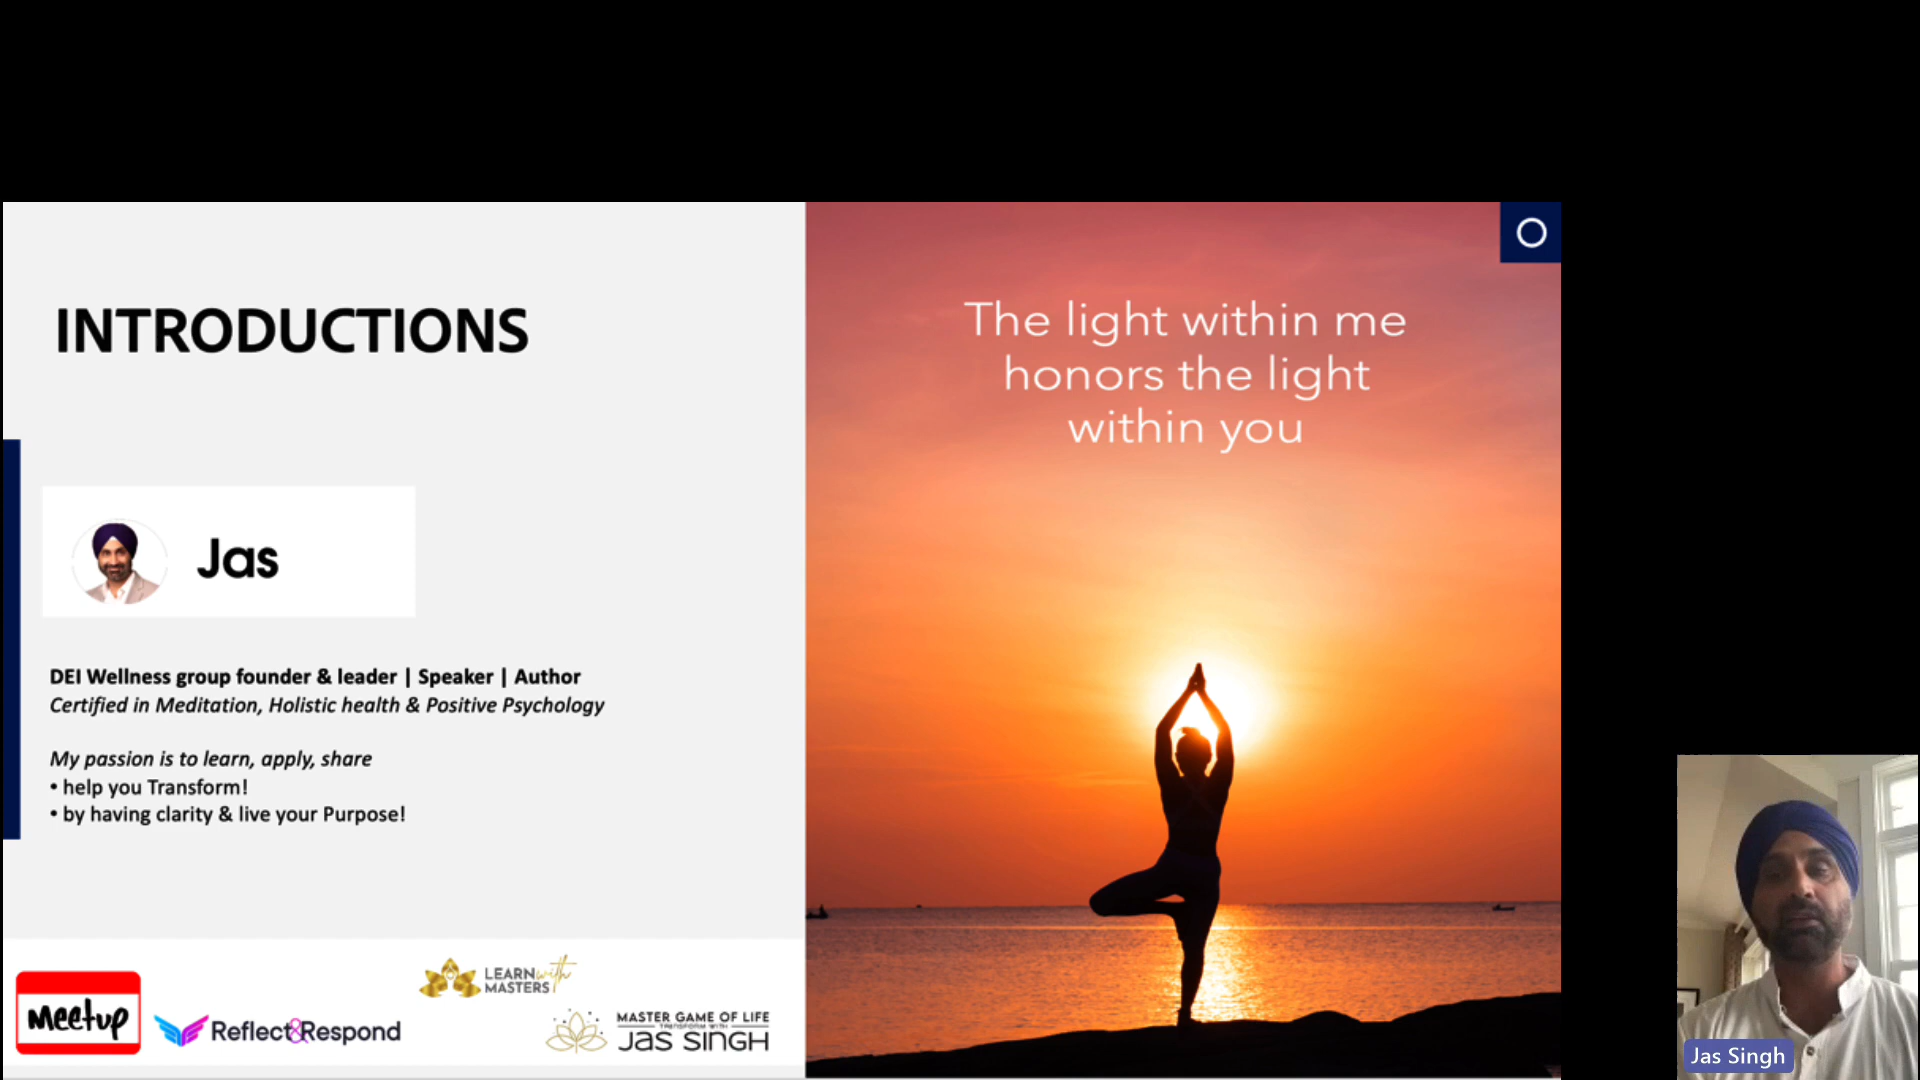 INTRODUCTIONS
Jas
DEI Wellness group founder & leader | Speaker | Author
Certified in Meditation, Holistic health & Positive Psychology
My passion is to learn, apply, share
• help you Transform!
• by having clarity & live your Purpose!
Meetup
Reflect&Respond
LEARN with
MASTERS
MASTER GAME OF LIFE
TRANSFORM WITH
Jas SINGH
The light within me
honors the light
within you
Jas Singh